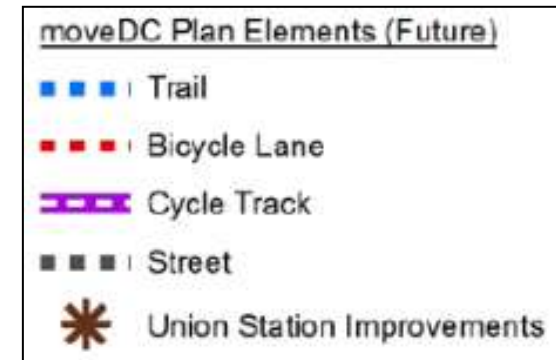 moveDC Plan Elements (Future)
Trail
Bicycle Lane
Cycle Track
Street
Union Station Improvements